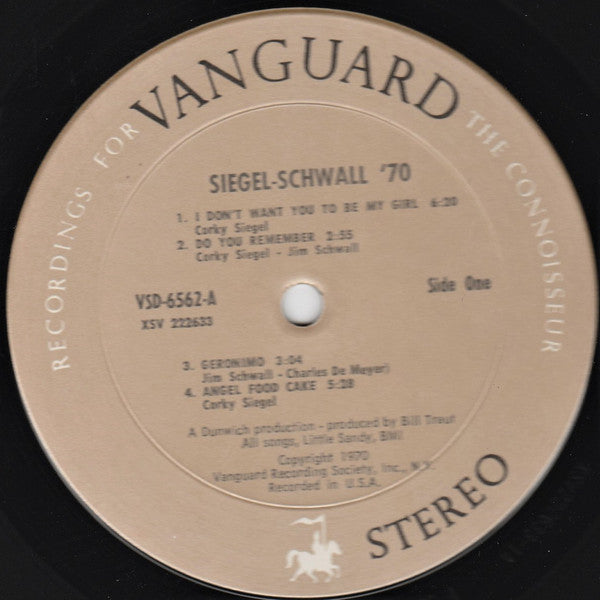 RECORDINGS FOR VANGUARD THE CONNOISSEUR
SIEGEL-SCHWALL '70
1. I DON'T WANT YOU TO BE MY GIRL 6:20
Corky Siegel
2. DO YOU REMEMBER 2:55
Corky Siegel - Jim Schwall
VSD-6562-A
Side One
XSV 222633
3. GERONIMO 3:04
Jim Schwall - Charles De Meyer)
4. ANGEL FOOD CAKE 5:28
Corky Siegel
A Dunwich production - produced by Bill Traut
All songs, Little Sandy, BMI
Copyright 1970
Vanguard Recording Society, Inc., N.Y.
Recorded in U.S.A.
STEREO